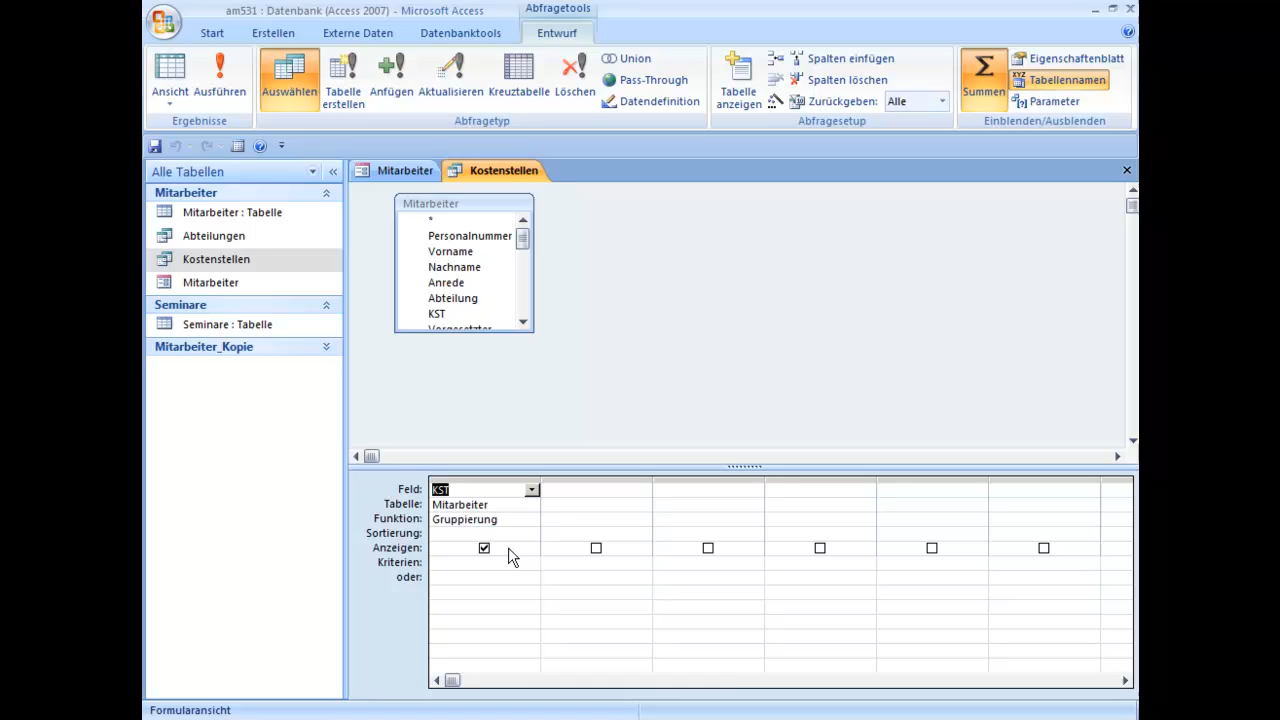 am531 : Datenbank (Access 2007) - Microsoft Access
Abfragetools
Start
Erstellen
Externe Daten
Datenbanktools
Entwurf
Ansicht
Ausführen
Ergebnisse
Auswählen
Tabelle
erstellen
Anfügen
Aktualisieren
Kreuztabelle
Löschen
Union
Pass-Through
Datendefinition
Abfragetyp
Tabelle
anzeigen
Spalten einfügen
Spalten löschen
Zurückgeben: Alle
Abfragesetup
Σ
Summen
Eigenschaftenblatt
XYZ Tabellennamen
Parameter
Einblenden/Ausblenden
Alle Tabellen
Mitarbeiter
Mitarbeiter : Tabelle
Abteilungen
Kostenstellen
Mitarbeiter
Seminare
Seminare : Tabelle
Mitarbeiter_Kopie
Mitarbeiter
Kostenstellen
Mitarbeiter
*
Personalnummer
Vorname
Nachname
Anrede
Abteilung
KST
Vorgesetzter
Feld: KST
Tabelle: Mitarbeiter
Funktion: Gruppierung
Sortierung:
Anzeigen:
Kriterien:
oder:
Formularansicht